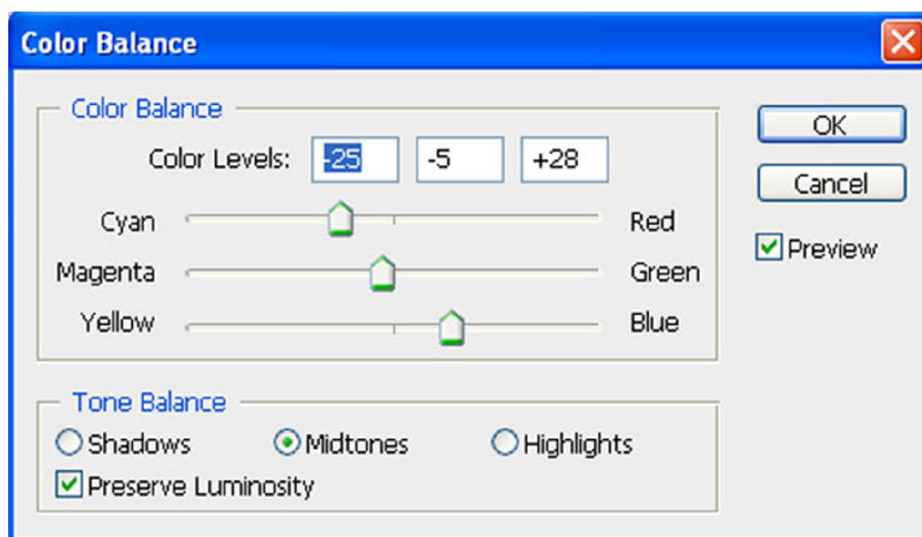 Color Balance
Color Balance
OK
Color Levels: -25 -5 +28
Cancel
Cyan Red
Preview
Magenta Green
Yellow Blue
Tone Balance
Shadows Midtones Highlights
Preserve Luminosity